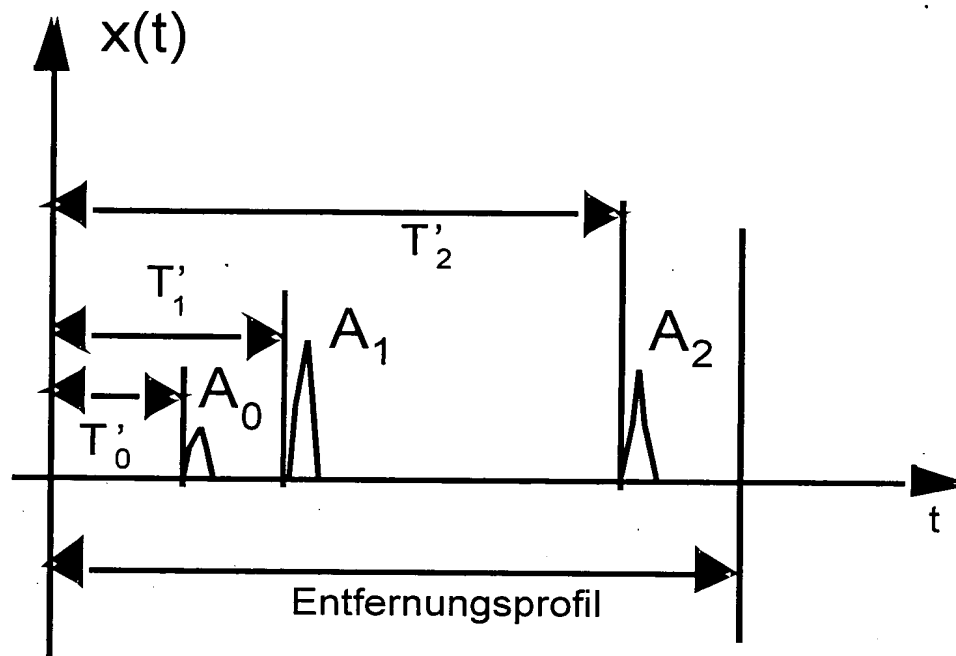 x(t)
T'₂
T'₁
A₁
A₂
A₀
T'₀
t
Entfernungsprofil